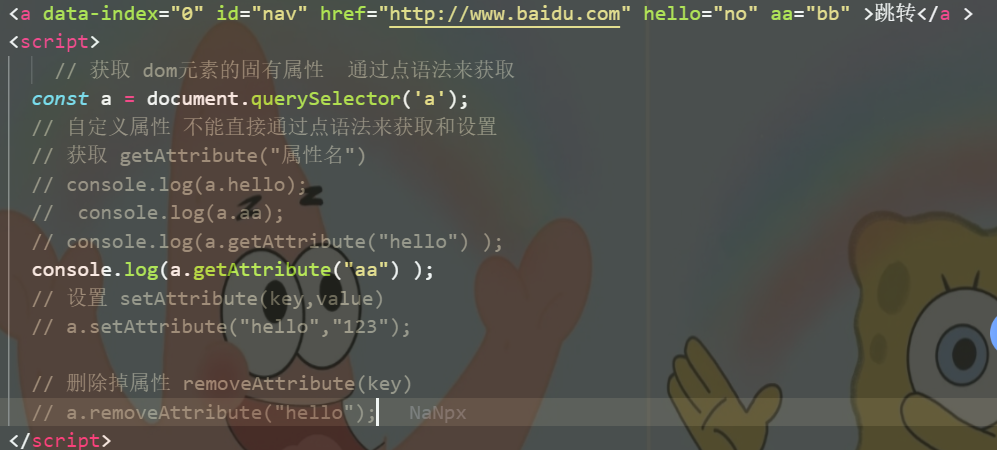 <a data-index="0" id="nav" href="http://www.baidu.com" hello="no" aa="bb" >跳转</a >
<script>
// 获取 dom元素的固有属性  通过点语法来获取
const a = document.querySelector('a');
// 自定义属性 不能直接通过点语法来获取和设置
// 获取 getAttribute("属性名")
// console.log(a.hello);
//  console.log(a.aa);
// console.log(a.getAttribute("hello") );
console.log(a.getAttribute("aa") );
// 设置 setAttribute(key,value)
// a.setAttribute("hello","123");
// 删除掉属性 removeAttribute(key)
// a.removeAttribute("hello");   NaNpx
</script>